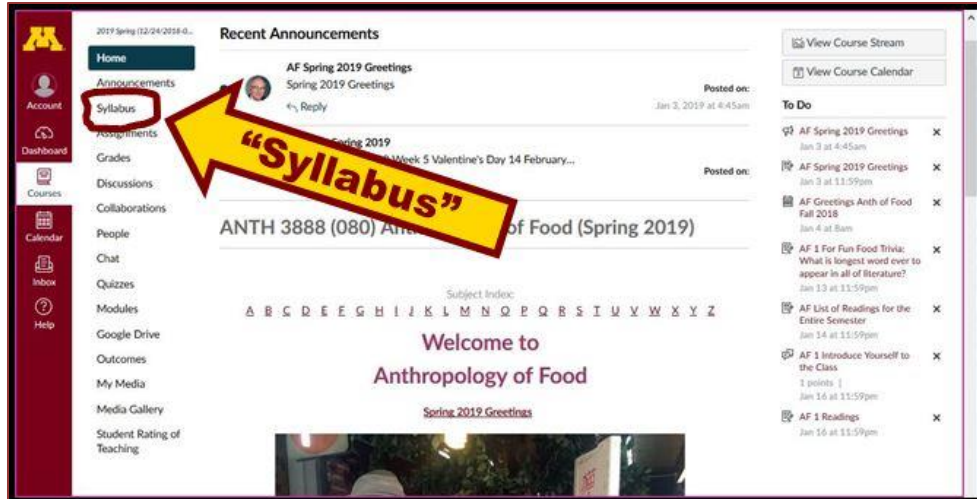 M
Account
Dashboard
Courses
Calendar
Inbox
Help
2019 Spring (12/24/2018-0...
Home
Announcements
Syllabus
Assignments
Grades
Discussions
Collaborations
People
Chat
Quizzes
Modules
Google Drive
Outcomes
My Media
Media Gallery
Student Rating of
Teaching
Recent Announcements
AF Spring 2019 Greetings
Spring 2019 Greetings
Reply
Posted on:
Jan 3, 2019 at 4:45am
Spring 2019
Week 5 Valentine's Day 14 February...
Posted on:
"Syllabus"
ANTH 3888 (080) of Food (Spring 2019)
Subject Index:
A B C D E F G H I J K L M N O P Q R S T U V W X Y Z
Welcome to
Anthropology of Food
Spring 2019 Greetings
View Course Stream
View Course Calendar
To Do
AF Spring 2019 Greetings
Jan 3 at 4:45am
AF Spring 2019 Greetings
Jan 3 at 11:59pm
AF Greetings Anth of Food
Fall 2018
Jan 4 at 8am
AF 1 For Fun Food Trivia:
What is longest word ever to
appear in all of literature?
Jan 13 at 11:59pm
AF List of Readings for the
Entire Semester
Jan 14 at 11:59pm
AF 1 Introduce Yourself to
the Class
1 points |
Jan 16 at 11:59pm
AF 1 Readings
Jan 16 at 11:59pm